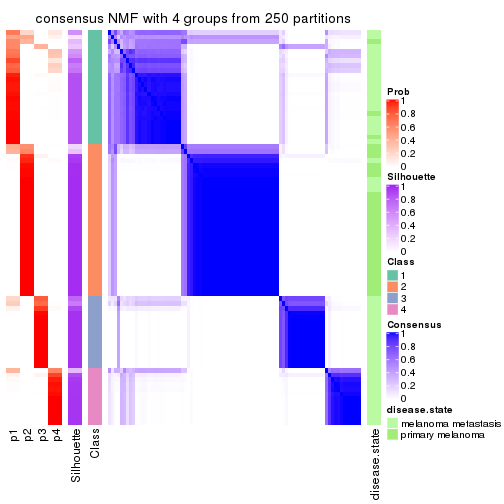 consensus NMF with 4 groups from 250 partitions
Prob
1
0.8
0.6
0.4
0.2
0
Silhouette
1
0.8
0.6
0.4
0.2
0
Class
1
2
3
4
Consensus
1
0.8
0.6
0.4
0.2
0
disease.state
melanoma metastasis
primary melanoma
p1
p2
p3
p4
Silhouette
Class
disease.state